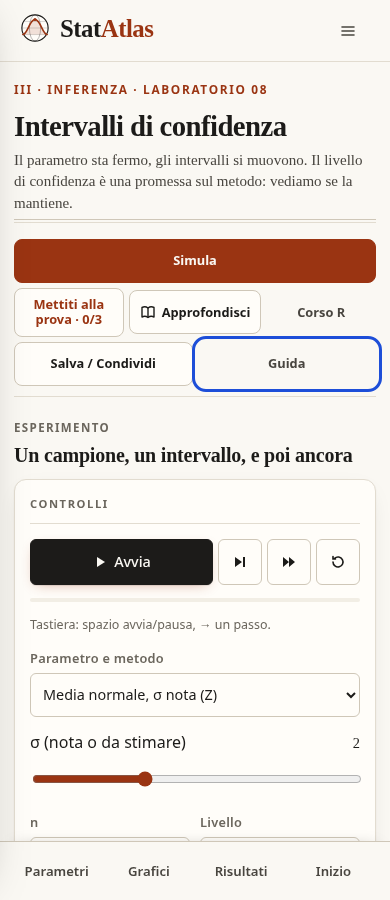 StatAtlas
III · INFERENZA · LABORATORIO 08
Intervalli di confidenza
Il parametro sta fermo, gli intervalli si muovono. Il livello
di confidenza è una promessa sul metodo: vediamo se la
mantiene.
Simula
Mettiti alla
prova · 0/3
Approfondisci
Corso R
Salva / Condividi
Guida
ESPERIMENTO
Un campione, un intervallo, e poi ancora
CONTROLLI
Avvia
Tastiera: spazio avvia/pausa, → un passo.
Parametro e metodo
Media normale, σ nota (Z)
σ (nota o da stimare) 2
n Livello
Parametri Grafici Risultati Inizio